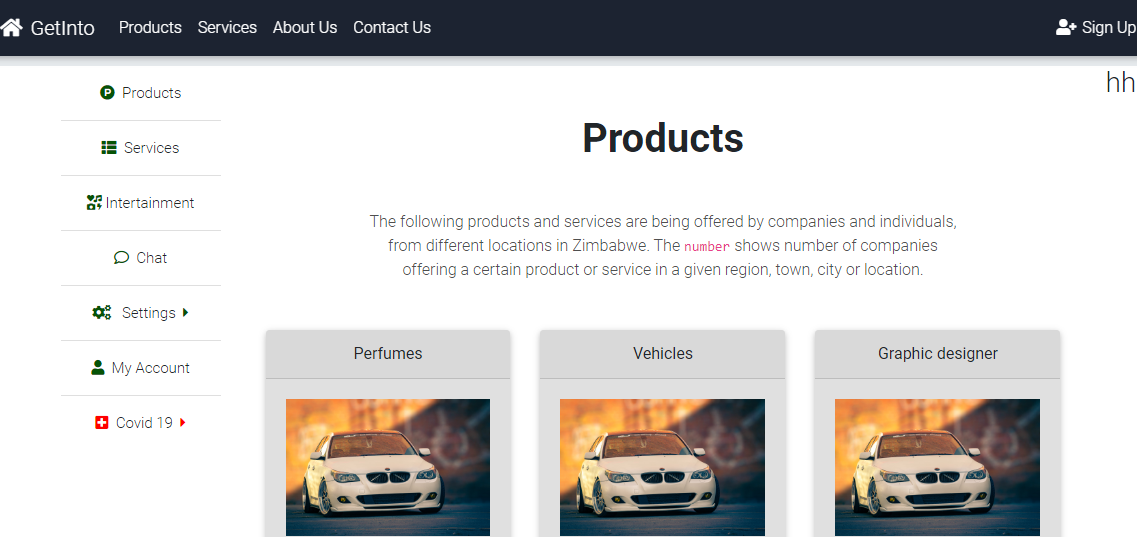 GetInto Products Services About Us Contact Us Sign Up
hh
Products
Services
Intertainment
Chat
Settings
My Account
Covid 19
Products
The following products and services are being offered by companies and individuals,
from different locations in Zimbabwe. The number shows number of companies
offering a certain product or service in a given region, town, city or location.
Perfumes
Vehicles
Graphic designer